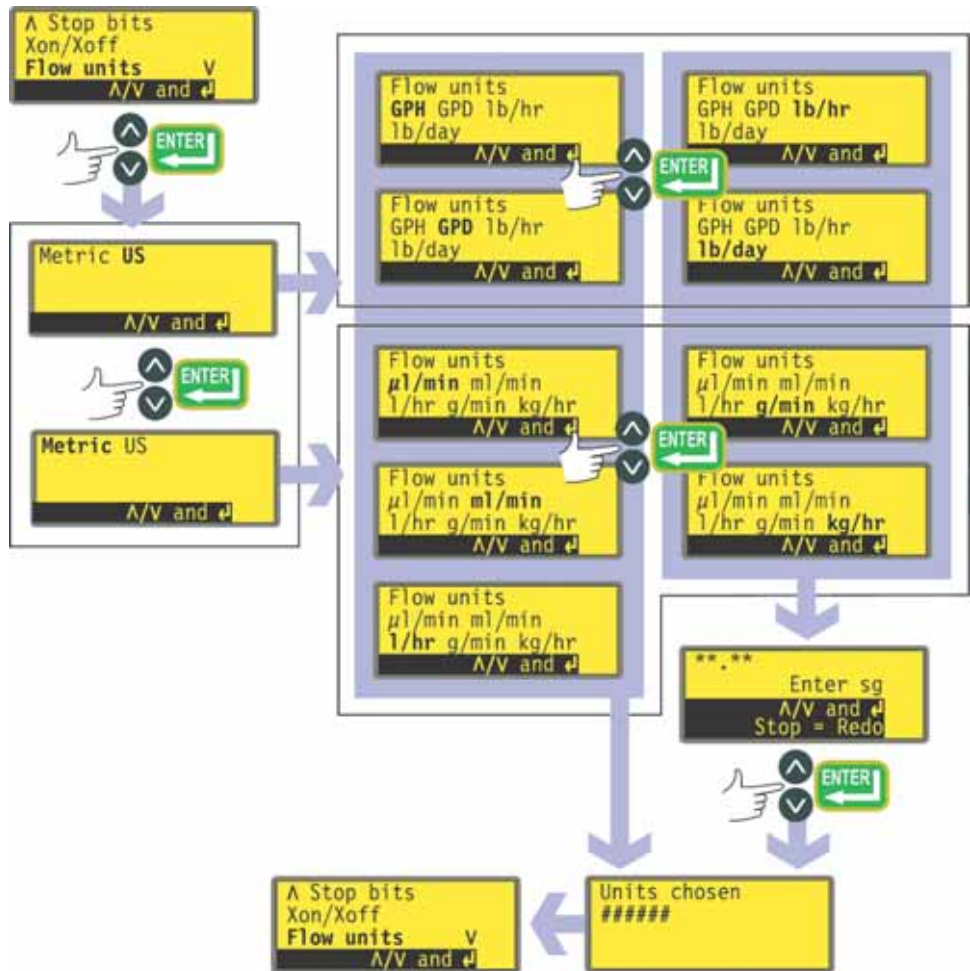 Λ Stop bits
Xon/Xoff
Flow units V
Λ/V and ↵
ENTER
Metric US
Λ/V and ↵
ENTER
Metric US
Λ/V and ↵
Flow units
GPH GPD lb/hr
lb/day
Λ/V and ↵
Flow units
GPH GPD lb/hr
lb/day
Λ/V and ↵
ENTER
Flow units
GPH GPD lb/hr
lb/day
Λ/V and ↵
Flow units
GPH GPD lb/hr
lb/day
Λ/V and ↵
Flow units
µl/min ml/min
l/hr g/min kg/hr
Λ/V and ↵
Flow units
µl/min ml/min
l/hr g/min kg/hr
Λ/V and ↵
ENTER
Flow units
µl/min ml/min
l/hr g/min kg/hr
Λ/V and ↵
Flow units
µl/min ml/min
l/hr g/min kg/hr
Λ/V and ↵
Flow units
µl/min ml/min
l/hr g/min kg/hr
Λ/V and ↵
**.**
Enter sg
Λ/V and ↵
Stop = Redo
ENTER
Units chosen
######
Λ Stop bits
Xon/Xoff
Flow units V
Λ/V and ↵